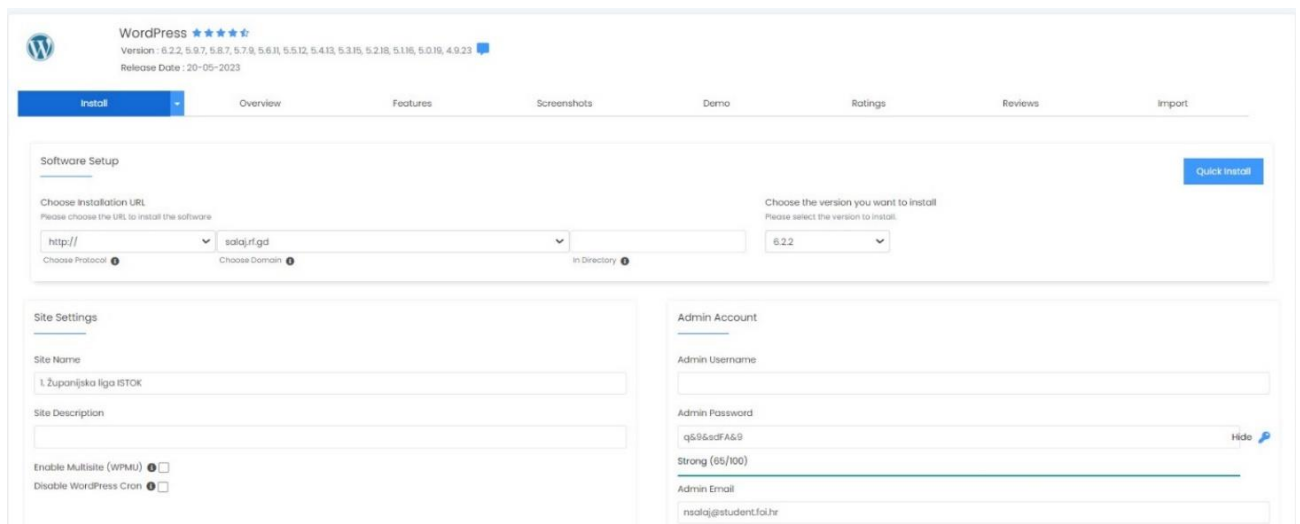 WordPress
Version : 6.2.2, 5.9.7, 5.8.7, 5.7.9, 5.6.11, 5.5.12, 5.4.13, 5.3.15, 5.2.18, 5.1.16, 5.0.19, 4.9.23
Release Date : 20-05-2023
Install Overview Features Screenshots Demo Ratings Reviews Import
Software Setup
Quick Install
Choose Installation URL
Please choose the URL to install the software
http:// salaj.rf.gd
Choose Protocol Choose Domain In Directory
Choose the version you want to install
Please select the version to install.
6.2.2
Site Settings
Site Name
1. Županijska liga ISTOK
Site Description
Enable Multisite (WPMU)
Disable WordPress Cron
Admin Account
Admin Username
Admin Password
q&9&sdFA&9 Hide
Strong (65/100)
Admin Email
nsalaj@student.foi.hr